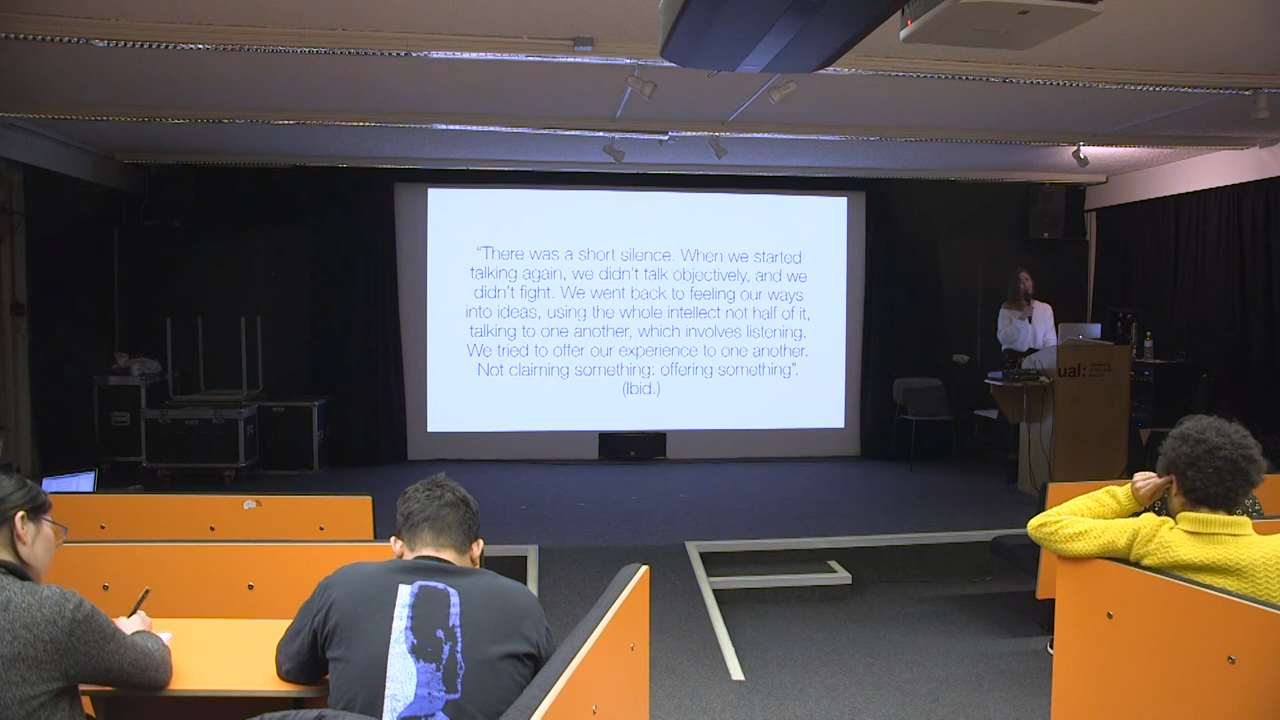 “There was a short silence. When we started
talking again, we didn’t talk objectively, and we
didn’t fight. We went back to feeling our ways
into ideas, using the whole intellect not half of it,
talking to one another, which involves listening.
We tried to offer our experience to one another.
Not claiming something: offering something”.
(Ibid.)
ual: